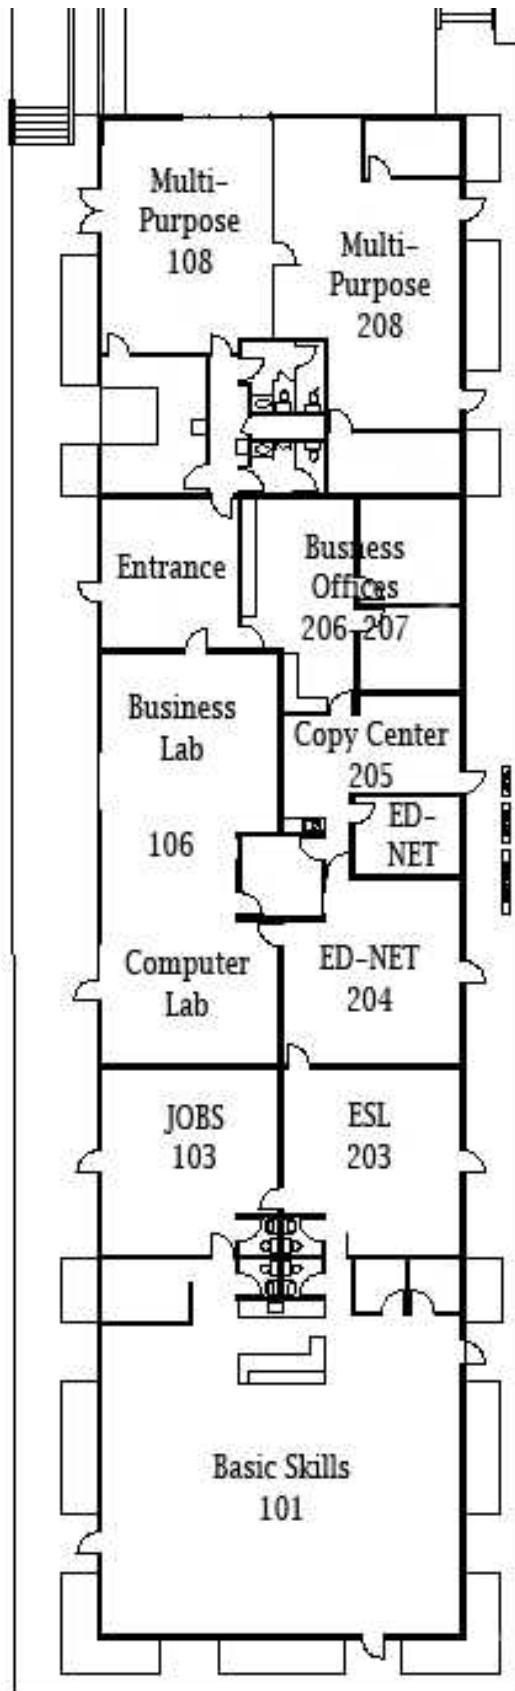 Multi-
Purpose
108
Multi-
Purpose
208
Entrance
Business
Offices
206 207
Business
Lab
106
Copy Center
205
ED-
NET
Computer
Lab
ED-NET
204
JOBS
103
ESL
203
Basic Skills
101